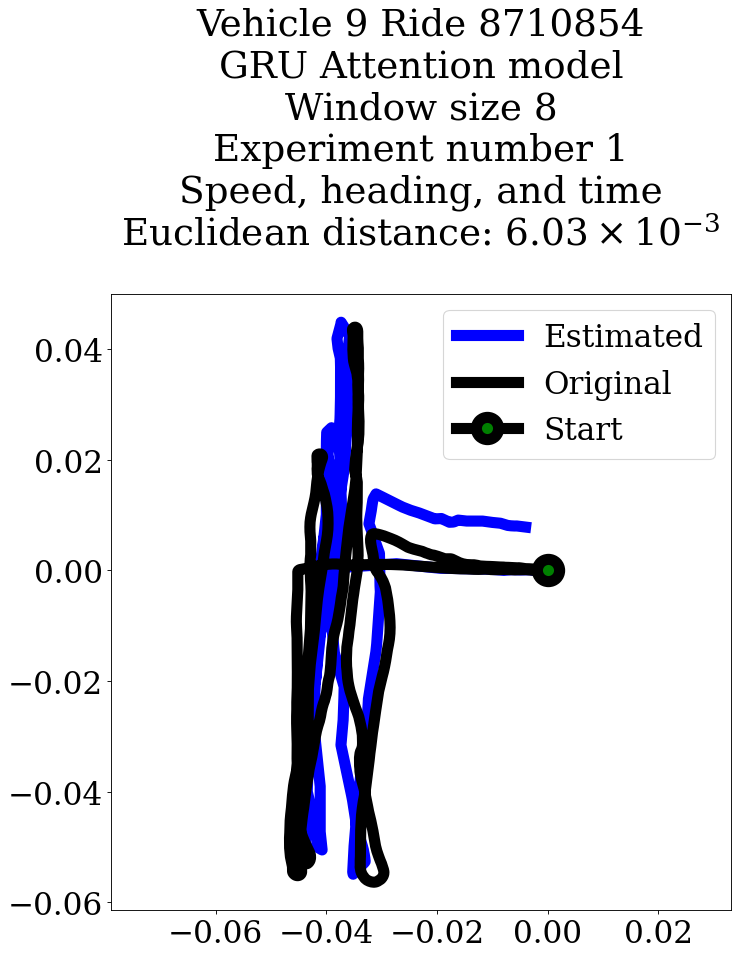 Vehicle 9 Ride 8710854
GRU Attention model
Window size 8
Experiment number 1
Speed, heading, and time
Euclidean distance: 6.03 × 10⁻³
Estimated
Original
Start
0.04
0.02
0.00
−0.02
−0.04
−0.06
−0.06 −0.04 −0.02 0.00 0.02